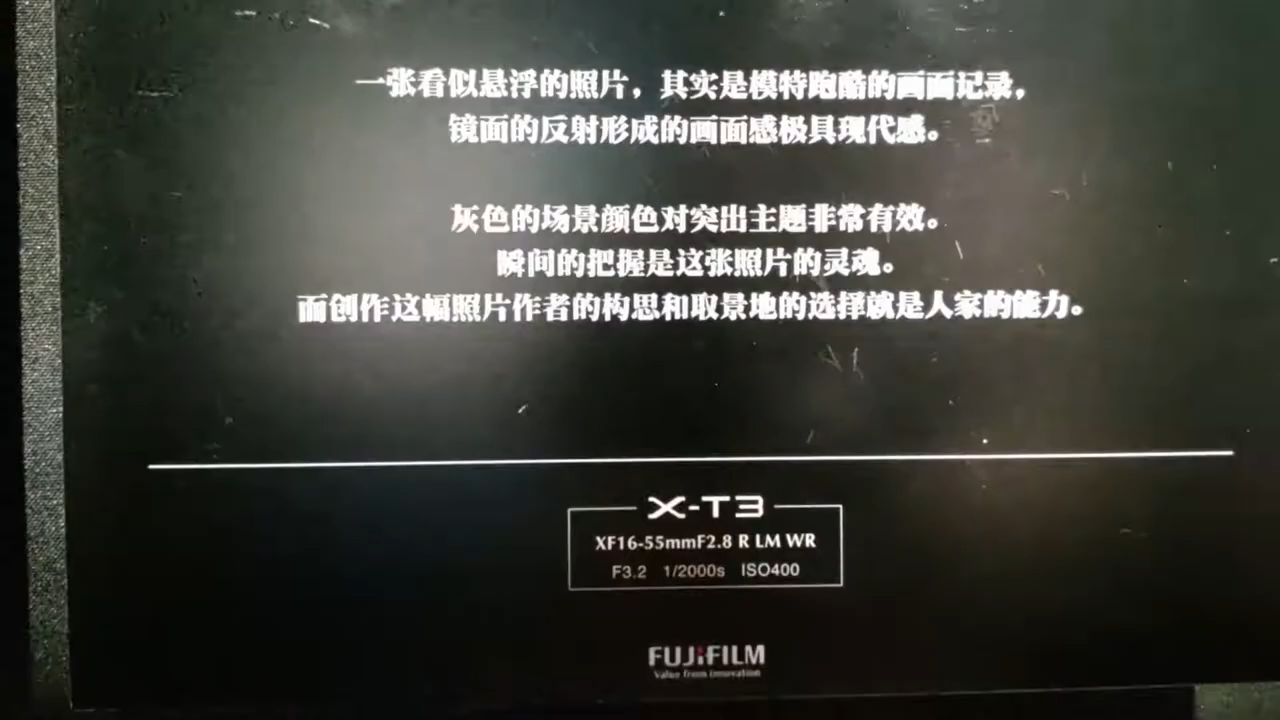 一张看似悬浮的照片，其实是模特跑酷的画面记录，
镜面的反射形成的画面感极具现代感。
灰色的场景颜色对突出主题非常有效。
瞬间的把握是这张照片的灵魂。
而创作这幅照片作者的构思和取景地的选择就是人家的能力。
X-T3
XF16-55mmF2.8 R LM WR
F3.2 1/2000s ISO400
FUJIFILM
Value from innovation